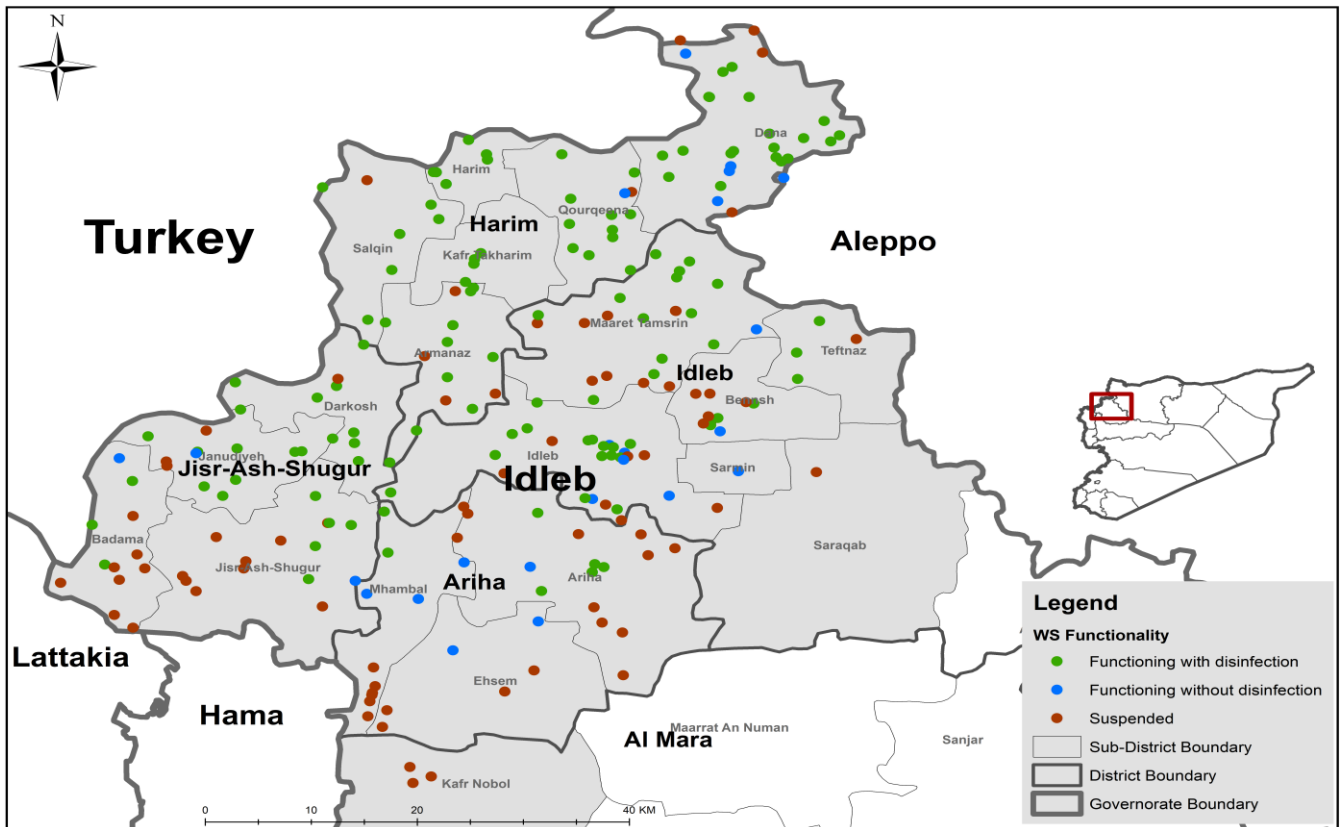 N
Dana
Harim
Turkey
Harim
Qourqeena
Aleppo
Salqin
Kafr Takharim
Maaret Tamsrin
Teftnaz
Armanaz
Idleb
Bennsh
Darkosh
Janudiyeh
Jisr-Ash-Shugur
Idleb
Idleb
Sarmin
Badama
Jisr-Ash-Shugur
Saraqab
Mhambal
Ariha
Ariha
Lattakia
Ehsem
Hama
Al Mara
Maarrat An Numan
Sanjar
Kafr Nobol
0 10 20 40 KM
Legend
WS Functionality
Functioning with disinfection
Functioning without disinfection
Suspended
Sub-District Boundary
District Boundary
Governorate Boundary